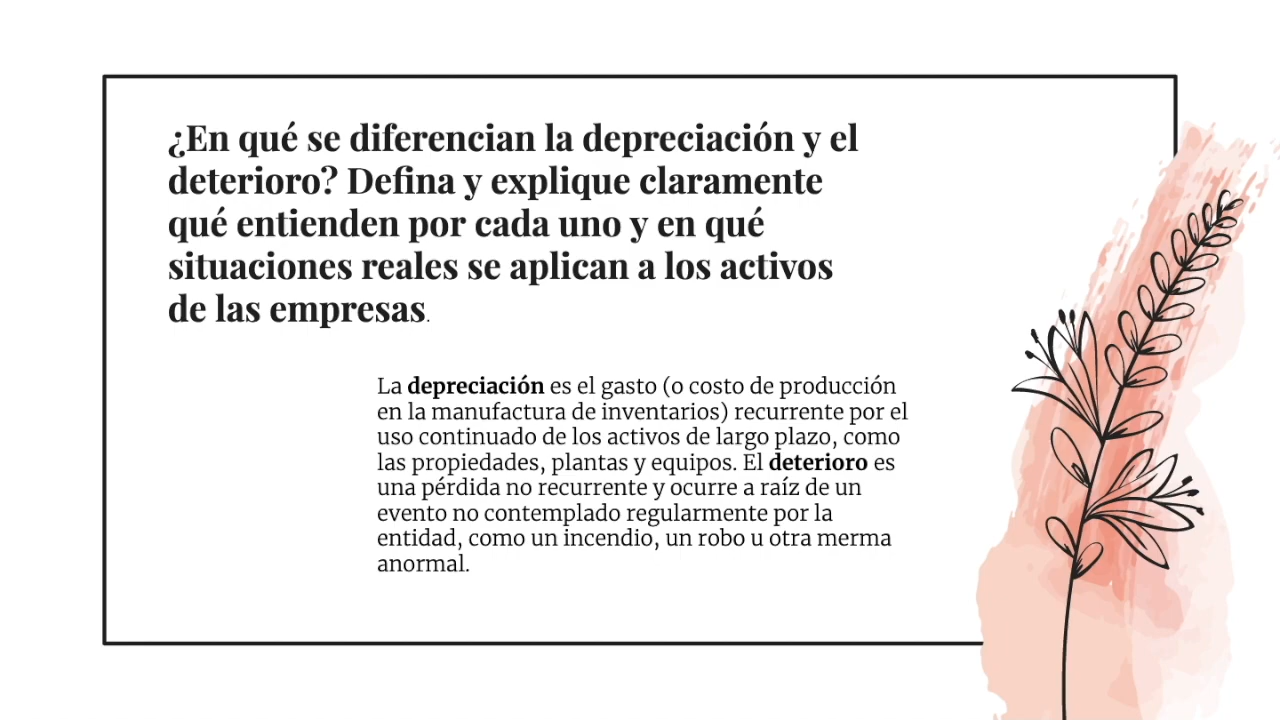 ¿En qué se diferencian la depreciación y el
deterioro? Defina y explique claramente
qué entienden por cada uno y en qué
situaciones reales se aplican a los activos
de las empresas.
La depreciación es el gasto (o costo de producción
en la manufactura de inventarios) recurrente por el
uso continuado de los activos de largo plazo, como
las propiedades, plantas y equipos. El deterioro es
una pérdida no recurrente y ocurre a raíz de un
evento no contemplado regularmente por la
entidad, como un incendio, un robo u otra merma
anormal.